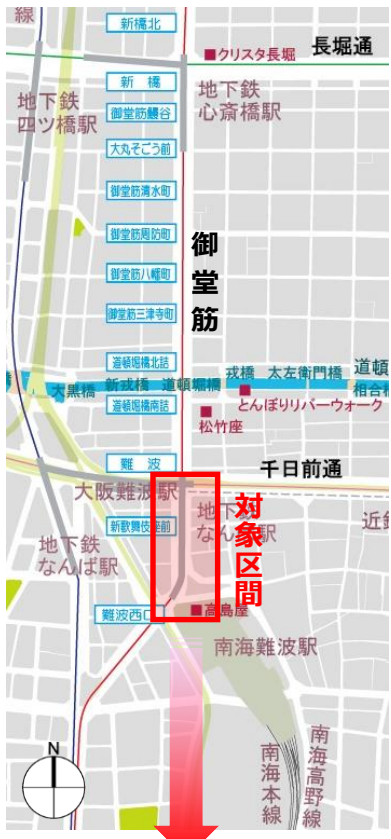 線
新橋北
■クリスタ長堀
長堀通
地下鉄
四ツ橋駅
新橋
地下鉄
心斎橋駅
御堂筋鰻谷
大丸そごう前
御堂筋清水町
御堂筋周防町
御堂筋八幡町
御堂筋三津寺町
御堂筋
道頓堀橋北詰
大黒橋
新戎橋
道頓堀橋
戎橋
太左衛門橋
道頓
相合橋
道頓堀橋南詰
■とんぼりリバーウォーク
■松竹座
難波
千日前通
大阪難波駅
地下鉄
なんば駅
近鉄
新歌舞伎座前
対象区間
地下鉄
なんば駅
難波西口
■高島屋
南海難波駅
N
南海本線
南海高野線